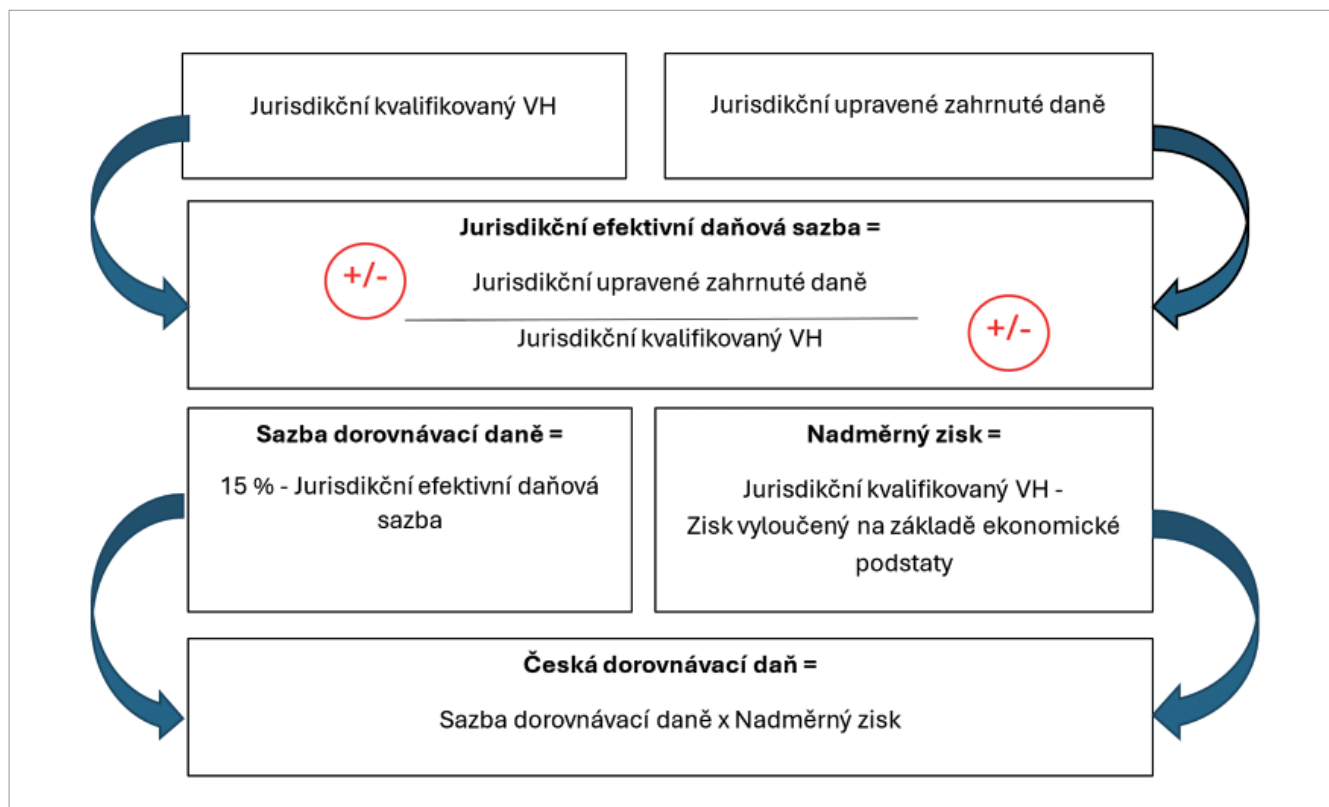 Jurisdikční kvalifikovaný VH
Jurisdikční upravené zahrnuté daně
Jurisdikční efektivní daňová sazba =
+/-
Jurisdikční upravené zahrnuté daně
Jurisdikční kvalifikovaný VH
+/-
Sazba dorovnávací daně =
15 % - Jurisdikční efektivní daňová
sazba
Nadměrný zisk =
Jurisdikční kvalifikovaný VH -
Zisk vyloučený na základě ekonomické
podstaty
Česká dorovnávací daň =
Sazba dorovnávací daně x Nadměrný zisk